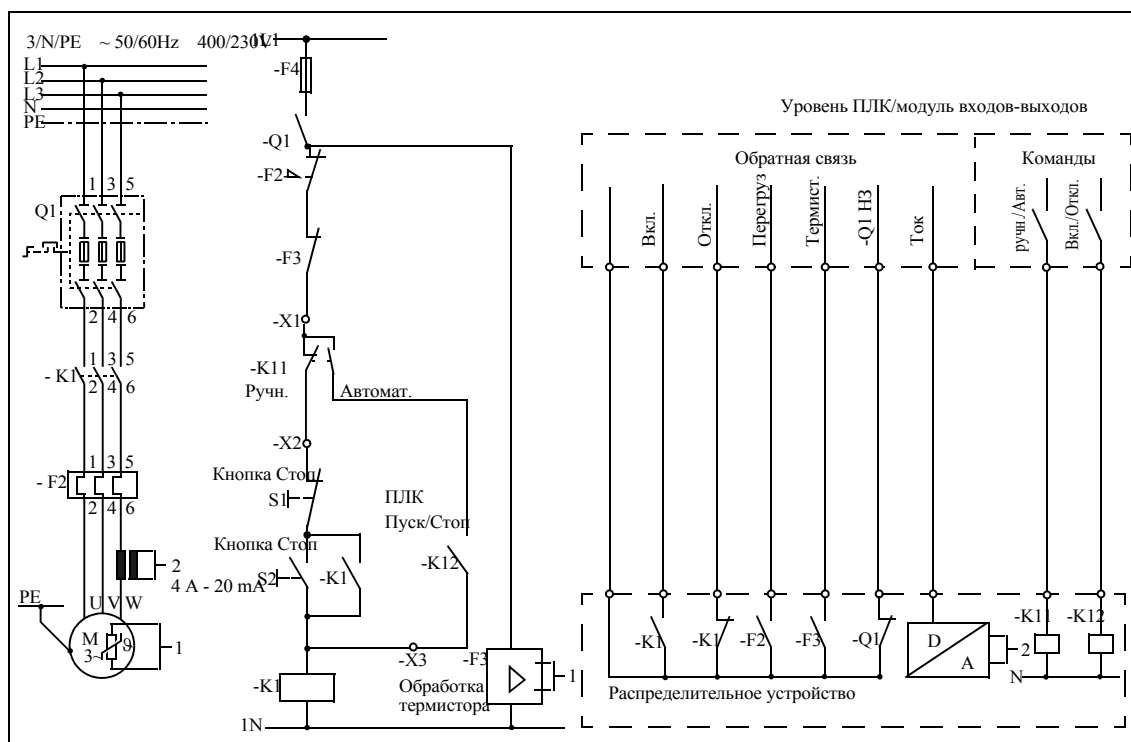 3/N/PE ~ 50/60Hz 400/230V
1L1
L1
L2
L3
N
PE
-F4
-Q1
-F2
-F3
-X1
-K11
Ручн.
Автомат.
-X2
Кнопка Стоп
S1
ПЛК
Пуск/Стоп
Кнопка Стоп
S2
-K1
-K12
-X3
-F3
-K1
Обработка
термистора
1
1N
1 3 5
Q1
2 4 6
1 3 5
- K1
2 4 6
1 3 5
- F2
2 4 6
2
4 A - 20 mA
PE
U V W
M
3~
ϑ
1
Уровень ПЛК/модуль входов-выходов
Обратная связь
Команды
Вкл.
Откл.
Перегруз
Термист.
-Q1 НЗ
Ток
ручн./Авт.
Вкл./Откл.
-K1
-K1
-F2
-F3
-Q1
D
A
2
-K11
-K12
N
Распределительное устройство